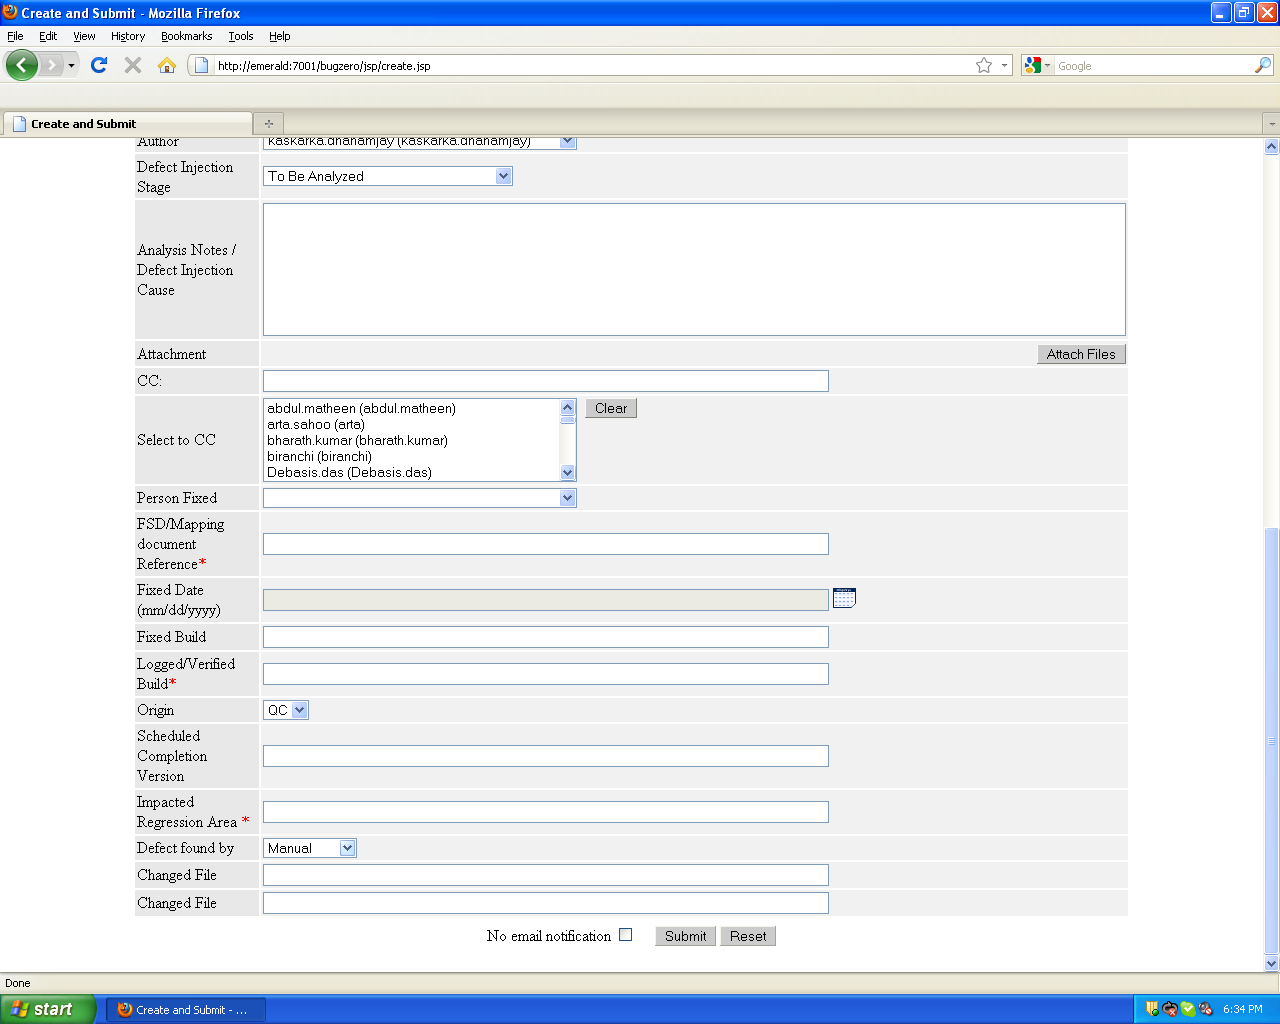 Create and Submit - Mozilla Firefox
File Edit View History Bookmarks Tools Help
http://emerald:7001/bugzero/jsp/create.jsp
Google
Create and Submit
Author
kaskarka.dhanamjay (kaskarka.dhanamjay)
Defect Injection
Stage
To Be Analyzed
Analysis Notes /
Defect Injection
Cause
Attachment
Attach Files
CC:
Select to CC
abdul.matheen (abdul.matheen)
arta.sahoo (arta)
bharath.kumar (bharath.kumar)
biranchi (biranchi)
Debasis.das (Debasis.das)
Clear
Person Fixed
FSD/Mapping
document
Reference*
Fixed Date
(mm/dd/yyyy)
Fixed Build
Logged/Verified
Build*
Origin
QC
Scheduled
Completion
Version
Impacted
Regression Area *
Defect found by
Manual
Changed File
Changed File
No email notification
Submit
Reset
Done
start
Create and Submit - ...
6:34 PM